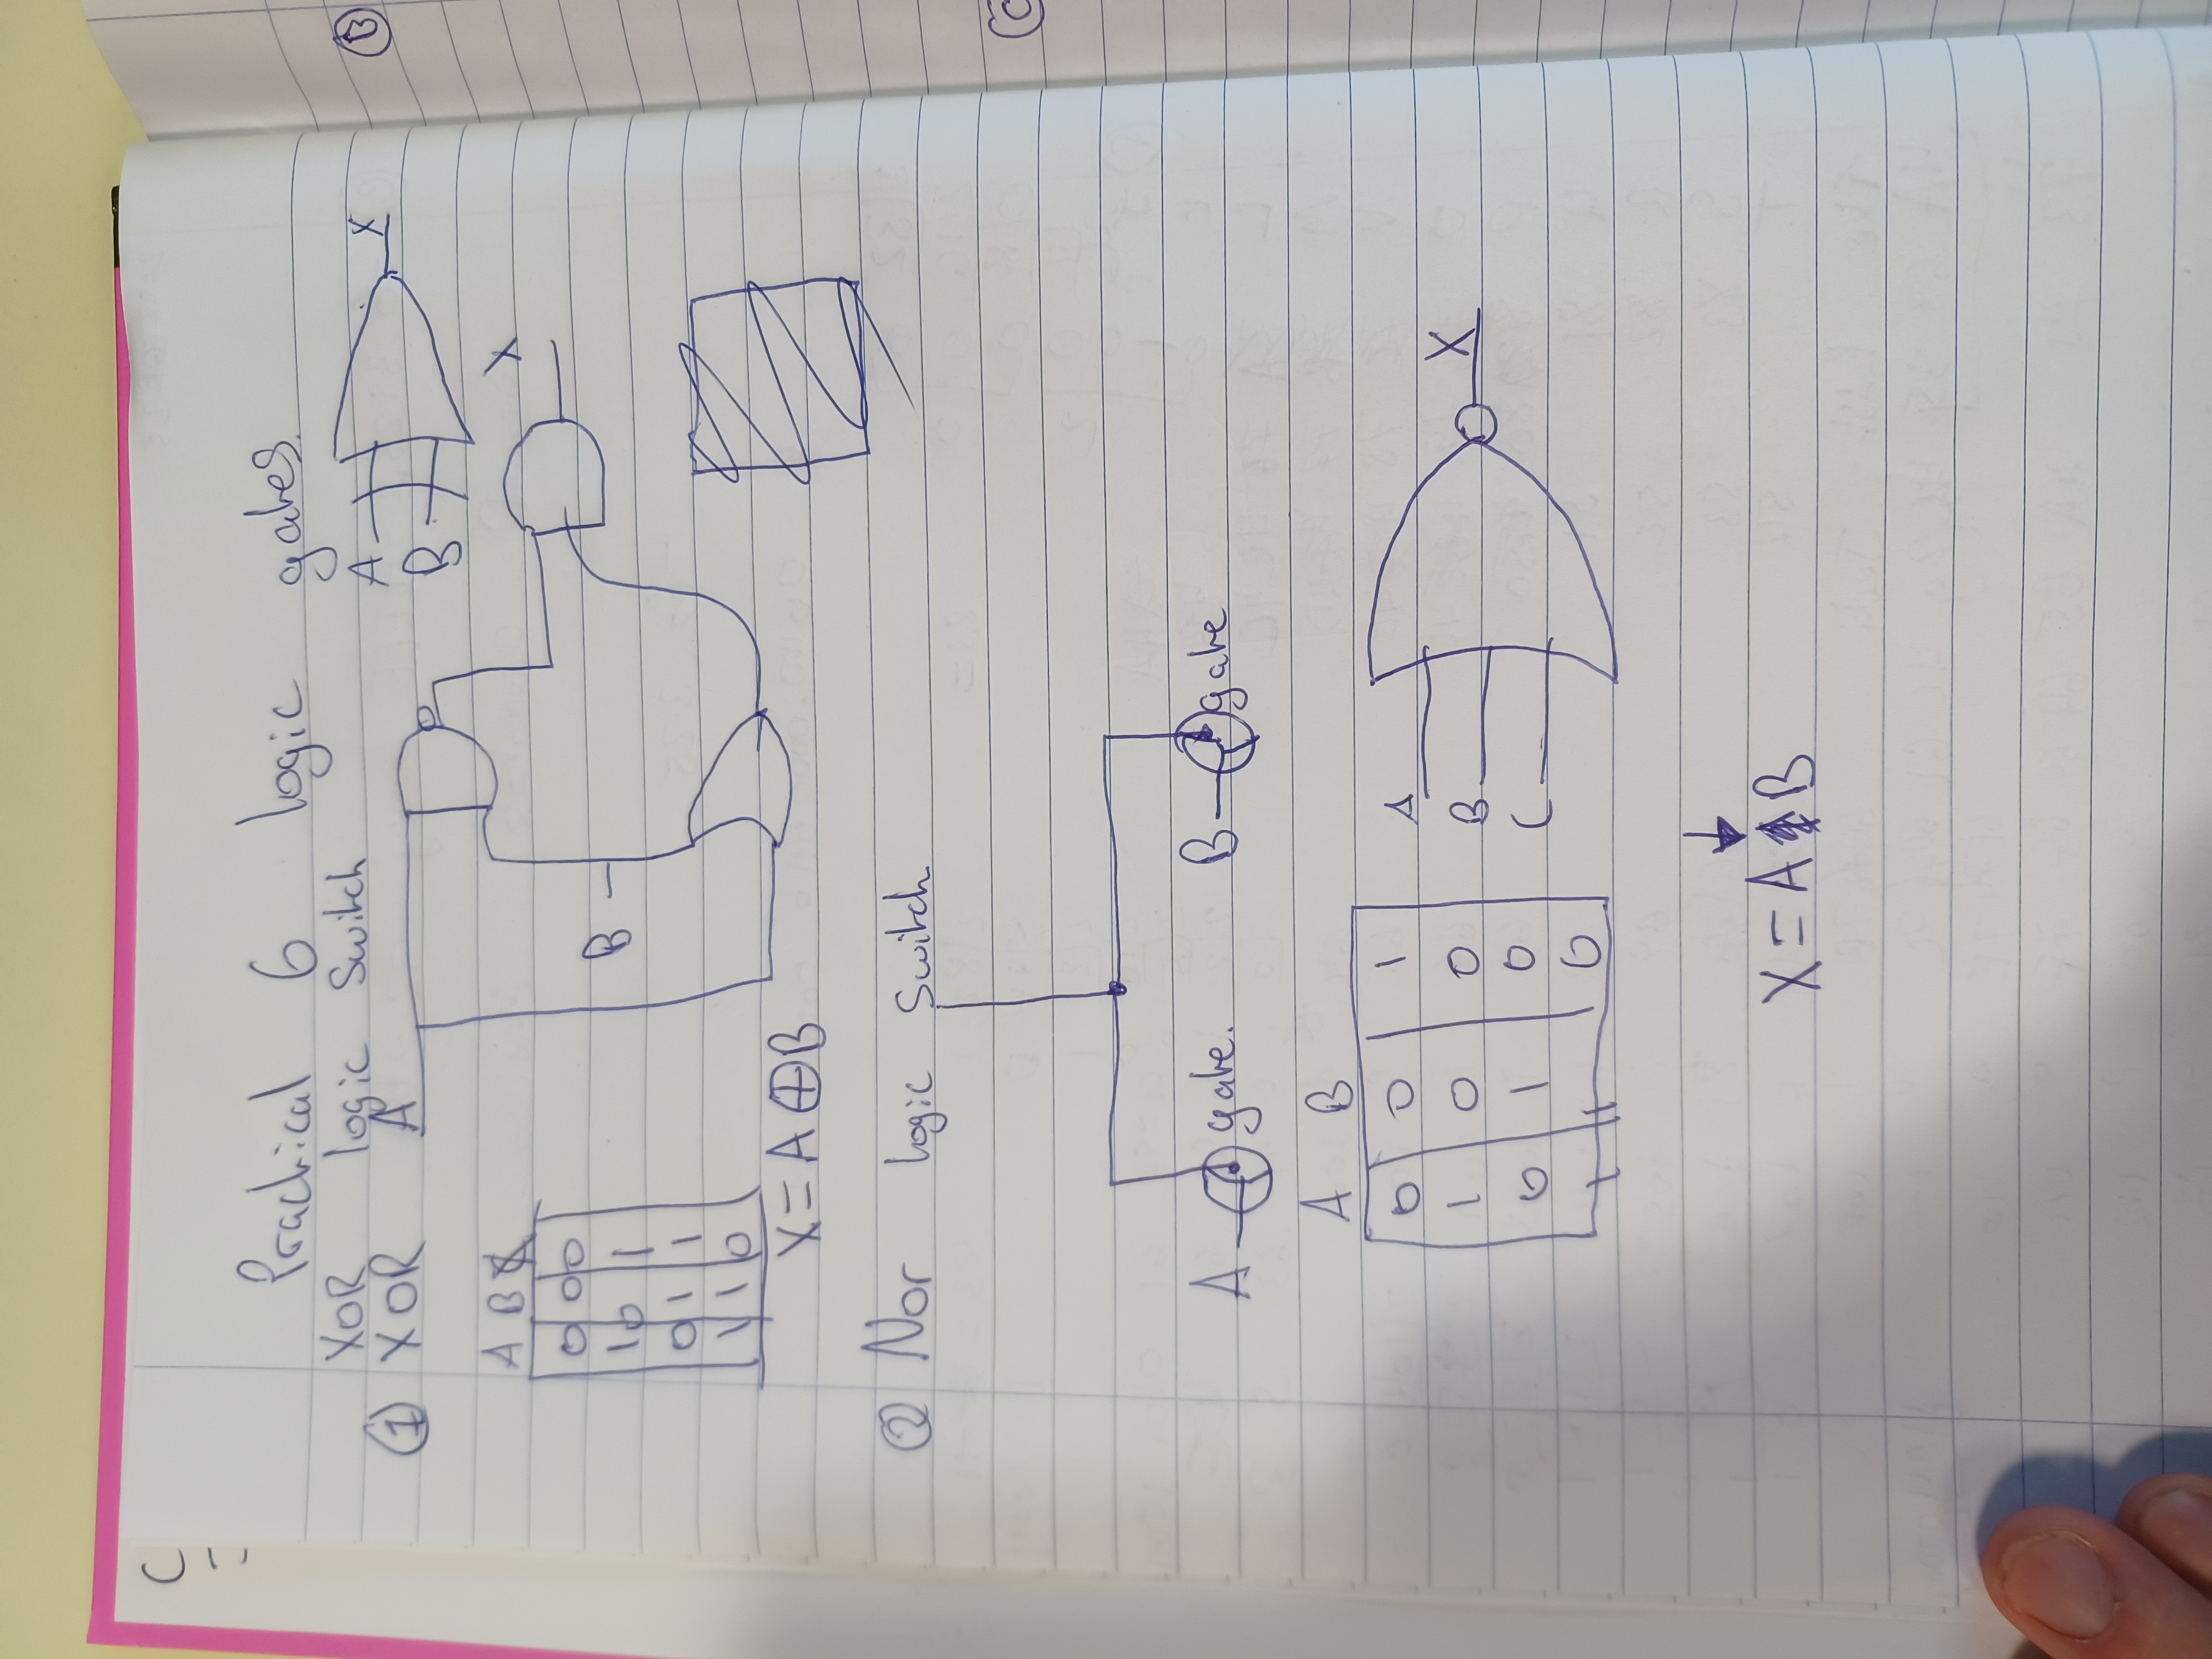 C
Practical 6 logic gates.
XOR logic Switch
① XOR A
A
B
X
A B X
0 0 0
1 0 1
0 1 1
1 1 0
B
X
X = A ⊕ B
② Nor logic Switch
A gate.
B gate
A B
0 0 1
1 0 0
0 1 0
1 1 0
A
B
C
X
X = A B
B
C